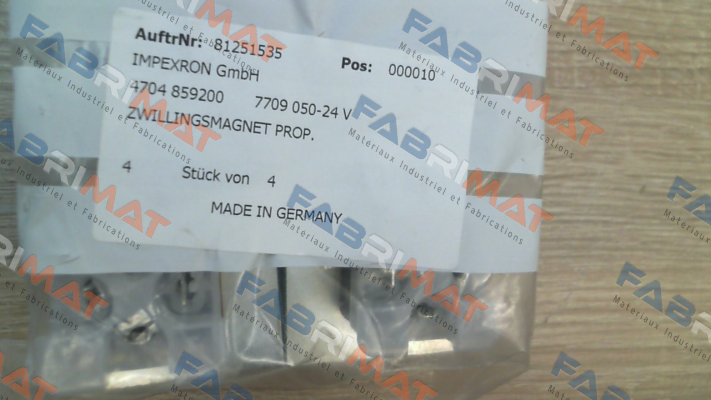 AuftrNr: 81251535 Pos: 000010
IMPEXRON GmbH
4704 859200 7709 050-24 V
ZWILLINGSMAGNET PROP.
4 Stück von 4
MADE IN GERMANY
FABRIMAT
Materiaux Industriel et Fabrications